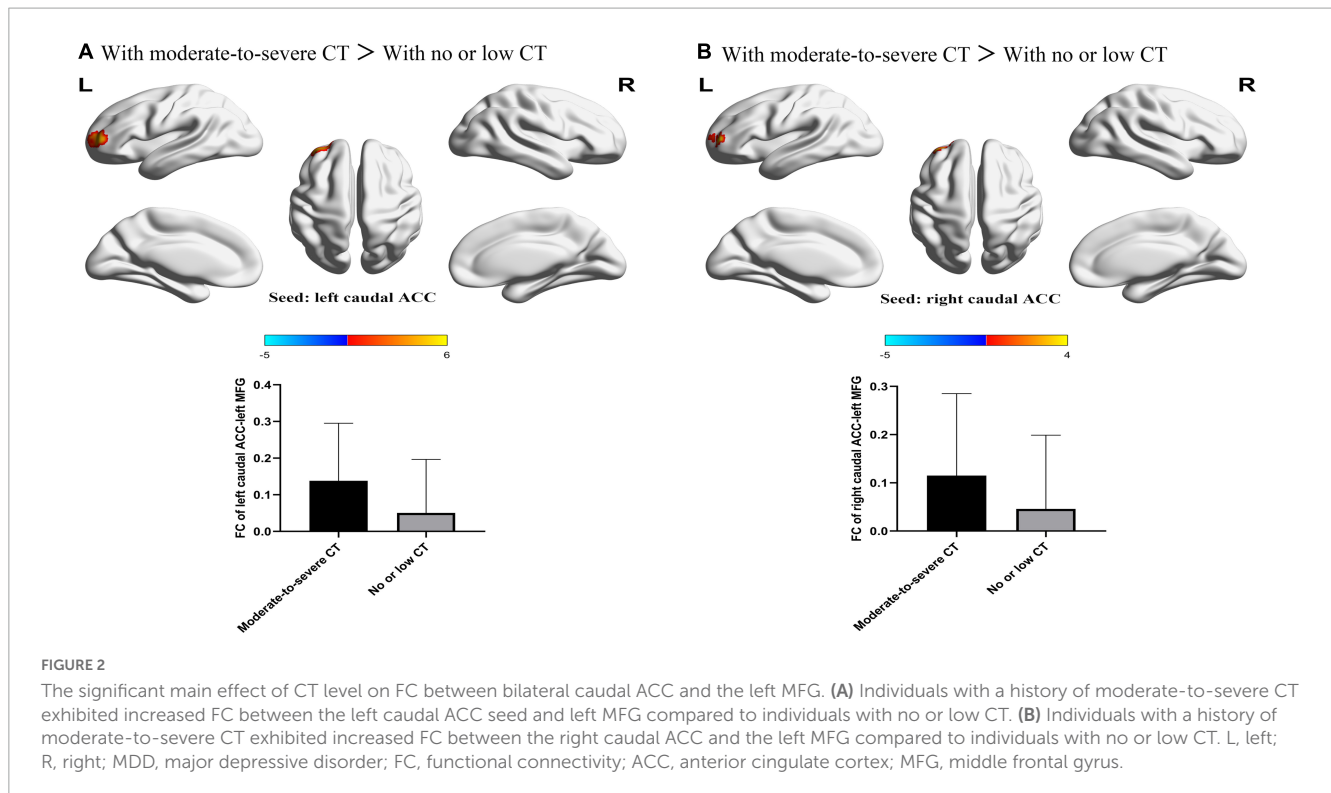 A With moderate-to-severe CT > With no or low CT
L
R
Seed: left caudal ACC
-5
6
FC of left caudal ACC-left MFG
0.4
0.3
0.2
0.1
0.0
Moderate-to-severe CT
No or low CT
B With moderate-to-severe CT > With no or low CT
L
R
Seed: right caudal ACC
-5
4
FC of right caudal ACC-left MFG
0.3
0.2
0.1
0.0
Moderate-to-severe CT
No or low CT
FIGURE 2
The significant main effect of CT level on FC between bilateral caudal ACC and the left MFG. (A) Individuals with a history of moderate-to-severe CT
exhibited increased FC between the left caudal ACC seed and left MFG compared to individuals with no or low CT. (B) Individuals with a history of
moderate-to-severe CT exhibited increased FC between the right caudal ACC and the left MFG compared to individuals with no or low CT. L, left;
R, right; MDD, major depressive disorder; FC, functional connectivity; ACC, anterior cingulate cortex; MFG, middle frontal gyrus.